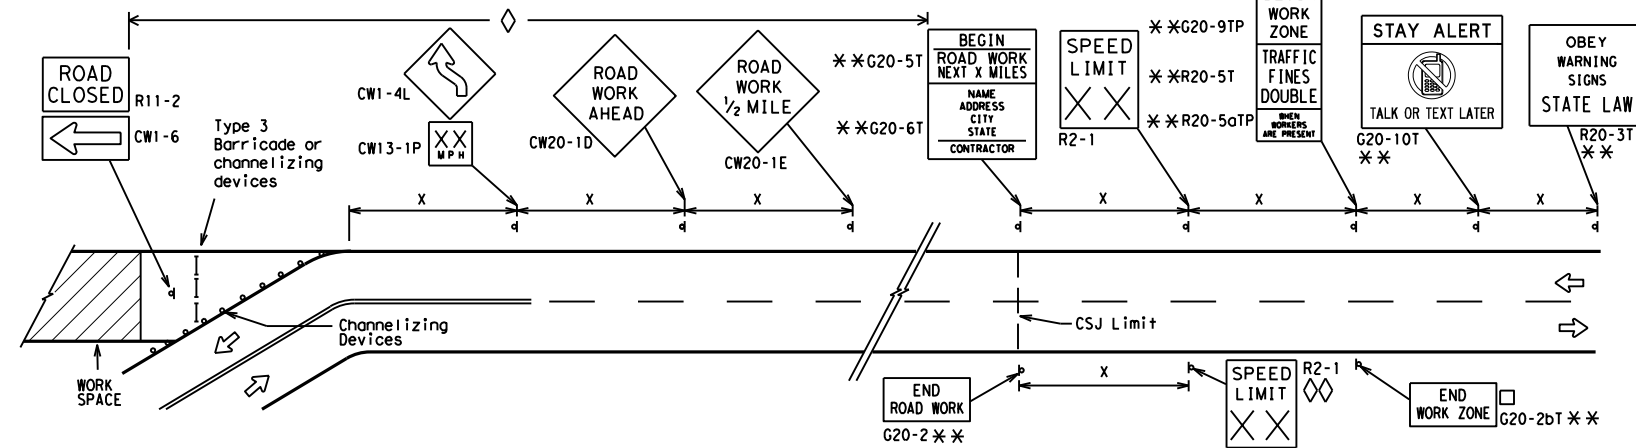 ROAD
CLOSED
R11-2
CW1-6
Type 3
Barricade or
channelizing
devices
CW1-4L
XX
MPH
CW13-1P
ROAD
WORK
AHEAD
CW20-1D
ROAD
WORK
1/2 MILE
CW20-1E
**G20-5T
**G20-6T
BEGIN
ROAD WORK
NEXT X MILES
NAME
ADDRESS
CITY
STATE
CONTRACTOR
SPEED
LIMIT
XX
R2-1
**G20-9TP
**R20-5T
**R20-5aTP
WORK
ZONE
TRAFFIC
FINES
DOUBLE
WHEN
WORKERS
ARE PRESENT
STAY ALERT
TALK OR TEXT LATER
G20-10T
**
OBEY
WARNING
SIGNS
STATE LAW
R20-3T
**
X
X
X
X
X
X
X
Channelizing
Devices
CSJ Limit
WORK
SPACE
END
ROAD WORK
G20-2**
X
SPEED
LIMIT
XX
R2-1
END
WORK ZONE
G20-2bT**